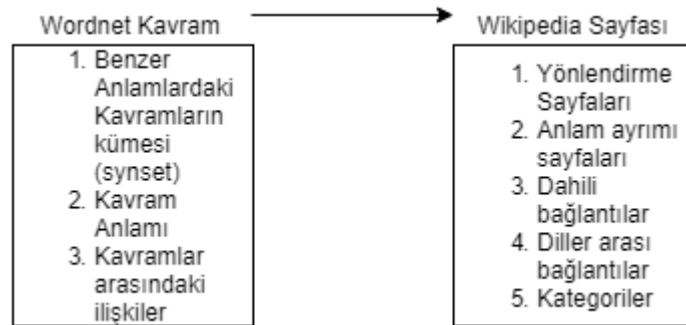 Wordnet Kavram
1. Benzer
Anlamlardaki
Kavramların
kümesi
(synset)
2. Kavram
Anlamı
3. Kavramlar
arasındaki
ilişkiler
Wikipedia Sayfası
1. Yönlendirme
Sayfaları
2. Anlam ayrımı
sayfaları
3. Dahili
bağlantılar
4. Diller arası
bağlantılar
5. Kategoriler